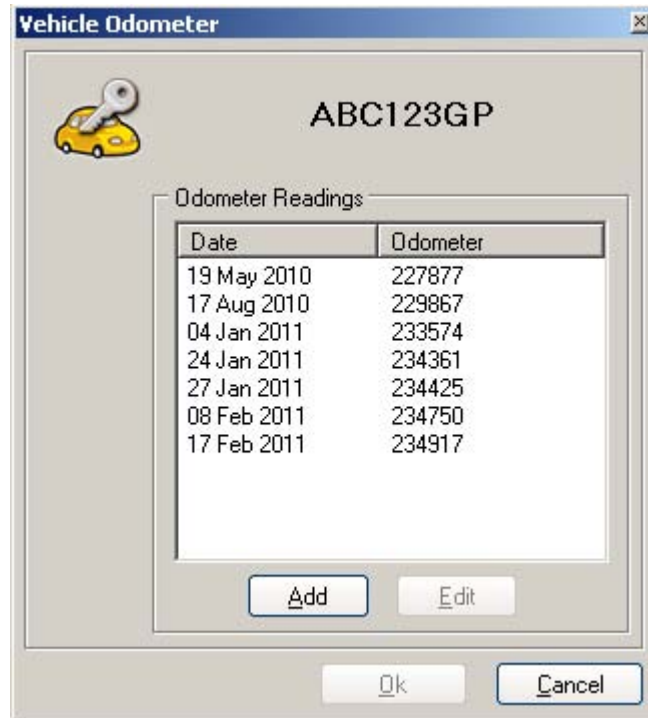 Vehicle Odometer
ABC123GP
Odometer Readings
Date Odometer
19 May 2010 227877
17 Aug 2010 229867
04 Jan 2011 233574
24 Jan 2011 234361
27 Jan 2011 234425
08 Feb 2011 234750
17 Feb 2011 234917
Add Edit
Ok Cancel